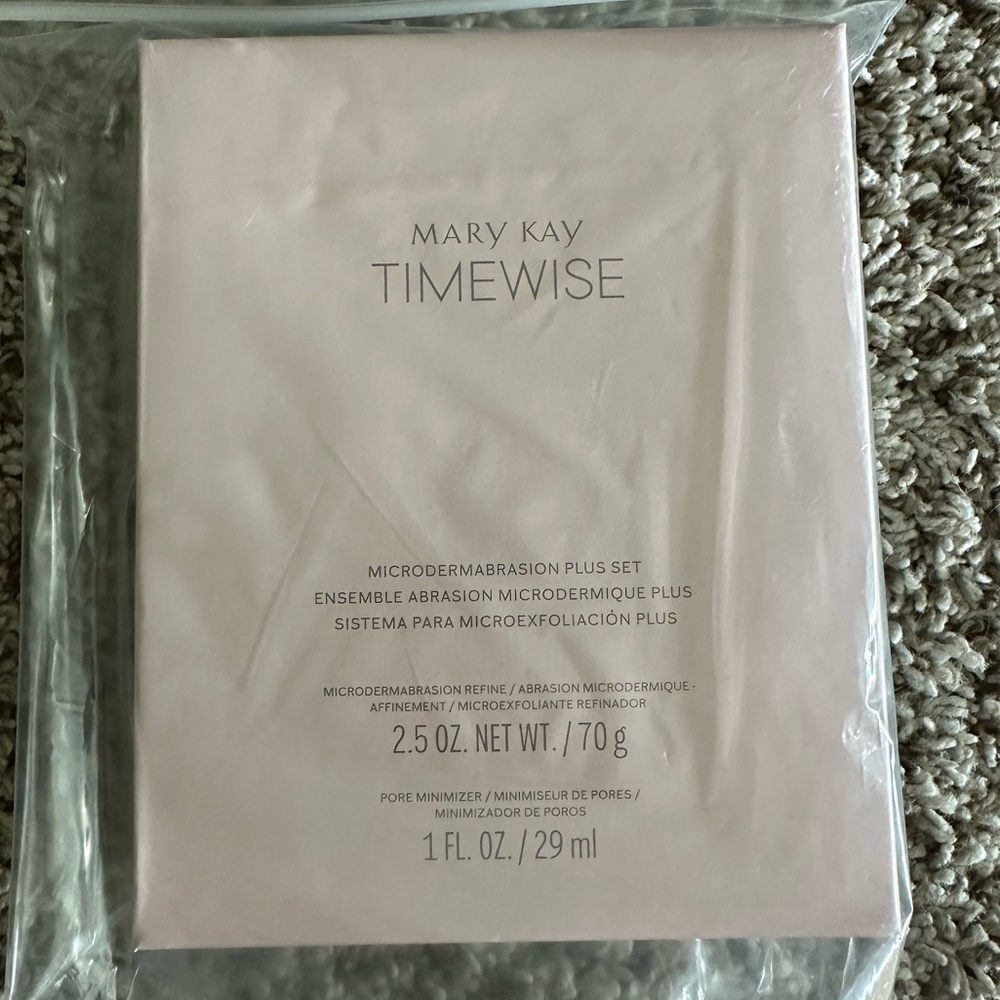 MARY KAY
TIMEWISE
MICRODERMABRASION PLUS SET
ENSEMBLE ABRASION MICRODERMIQUE PLUS
SISTEMA PARA MICROEXFOLIACIÓN PLUS
MICRODERMABRASION REFINE / ABRASION MICRODERMIQUE -
AFFINEMENT / MICROEXFOLIANTE REFINADOR
2.5 OZ. NET WT. / 70 g
PORE MINIMIZER / MINIMISEUR DE PORES /
MINIMIZADOR DE POROS
1 FL. OZ. / 29 ml